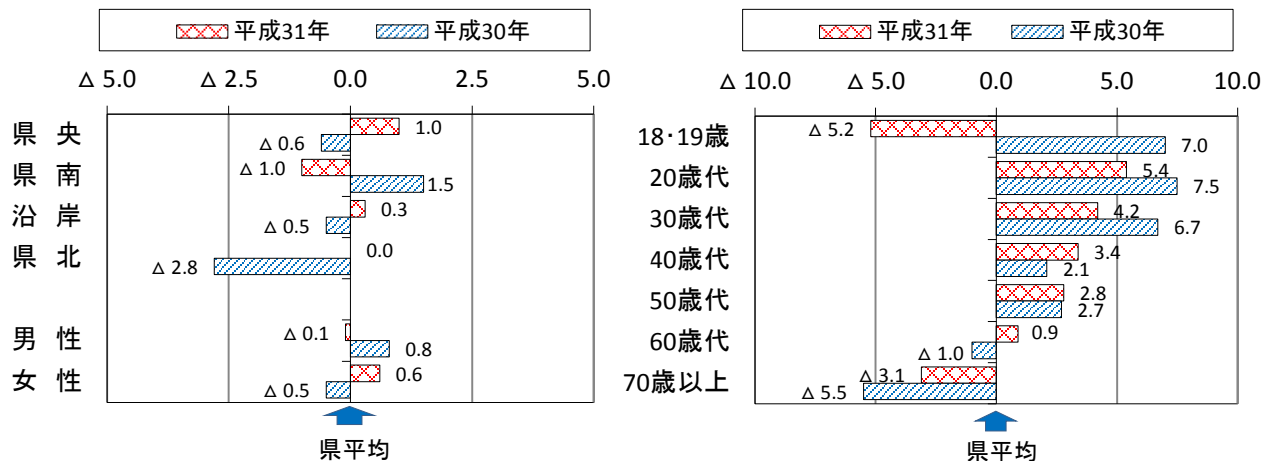 平成31年 平成30年
△ 5.0 △ 2.5 0.0 2.5 5.0
県 央 1.0
△ 0.6
県 南 △ 1.0
1.5
沿 岸 0.3
△ 0.5
県 北 0.0
△ 2.8
男 性 △ 0.1
0.8
女 性 0.6
△ 0.5
県平均
平成31年 平成30年
△ 10.0 △ 5.0 0.0 5.0 10.0
18・19歳 △ 5.2
7.0
20歳代 5.4
7.5
30歳代 4.2
6.7
40歳代 3.4
2.1
50歳代 2.8
2.7
60歳代 0.9
△ 1.0
70歳以上 △ 3.1
△ 5.5
県平均